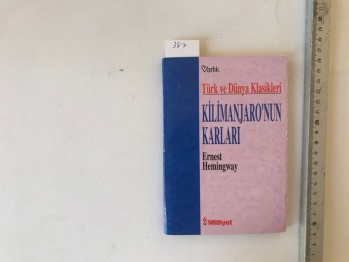 387
Varlık
Türk ve Dünya Klasikleri
KİLİMANJARO'NUN
KARLARI
Ernest
Hemingway
Milliyet